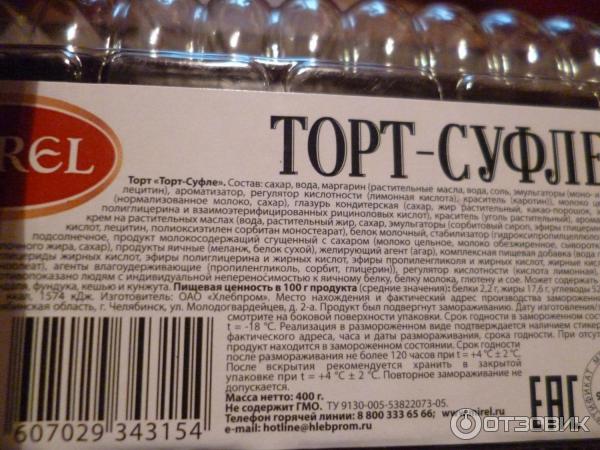 REL
ТОРТ-СУФЛЕ
Торт «Торт-Суфле». Состав: сахар, вода, маргарин (растительные масла, вода, соль, эмульгаторы (моно- и
лецитин), ароматизатор, регулятор кислотности (лимонная кислота), краситель (каротин)), молоко
(нормализованное молоко, сахар), глазурь кондитерская (сахар, жир растительный, какао-порошок,
полиглицерина и взаимоэтерифицированных рициноловых кислот), краситель (уголь растительный),
крем на растительных маслах (вода, растительный жир, сахар, эмульгаторы (сорбитовый сироп, эфиры
кислот, лецитин, полиоксиэтилен сорбитан моностеарат), белок молочный, стабилизатор
подсолнечное, продукт молокосодержащий сгущенный с сахаром (молоко цельное, молоко обезжиренное,
жира, сахар), продукты яичные (меланж, белок сухой), желирующий агент (агар), комплексная пищевая добавка (вода
жирных кислот, эфиры полиглицерина и жирных кислот, эфиры пропиленгликоля и жирных кислот,
агенты влагоудерживающие (пропиленгликоль, сорбит, глицерин)), регулятор кислотности (кислота лимонная),
людям с индивидуальной непереносимостью к яичному белку, белку молока, глютену и сое. Может содержать
фундука, кешью и кунжута. Пищевая ценность в 100 г продукта (средние значения): белки 2,2 г, жиры 17,6 г, углеводы
ккал, 1574 кДж. Изготовитель: ОАО «Хлебпром». Место нахождения и фактический адрес производства
область, г. Челябинск, ул. Молодогвардейцев, д. 2-а. Продукт был подвергнут замораживанию. Дату изготовления
смотрите на боковой поверхности упаковки. Срок годности в замороженном
t = -18 °С. Реализация в размороженном виде подтверждается наличием
фактического адреса, часа и даты размораживания, срока годности. При
продукт находится в замороженном состоянии. Срок годности
после размораживания не более 120 часов при t = +4 °С ± 2 °С.
После вскрытия рекомендуется хранить в закрытой
упаковке при t = +4 °С ± 2 °С. Повторное замораживание не
допускается.
Масса нетто: 400 г.
Не содержит ГМО. ТУ 9130-005-53822073-05.
Телефон горячей линии: 8 800 333 65 66;
e-mail: hotline@hlebprom.ru
607029 343154
EAC
ОТЗОВИК